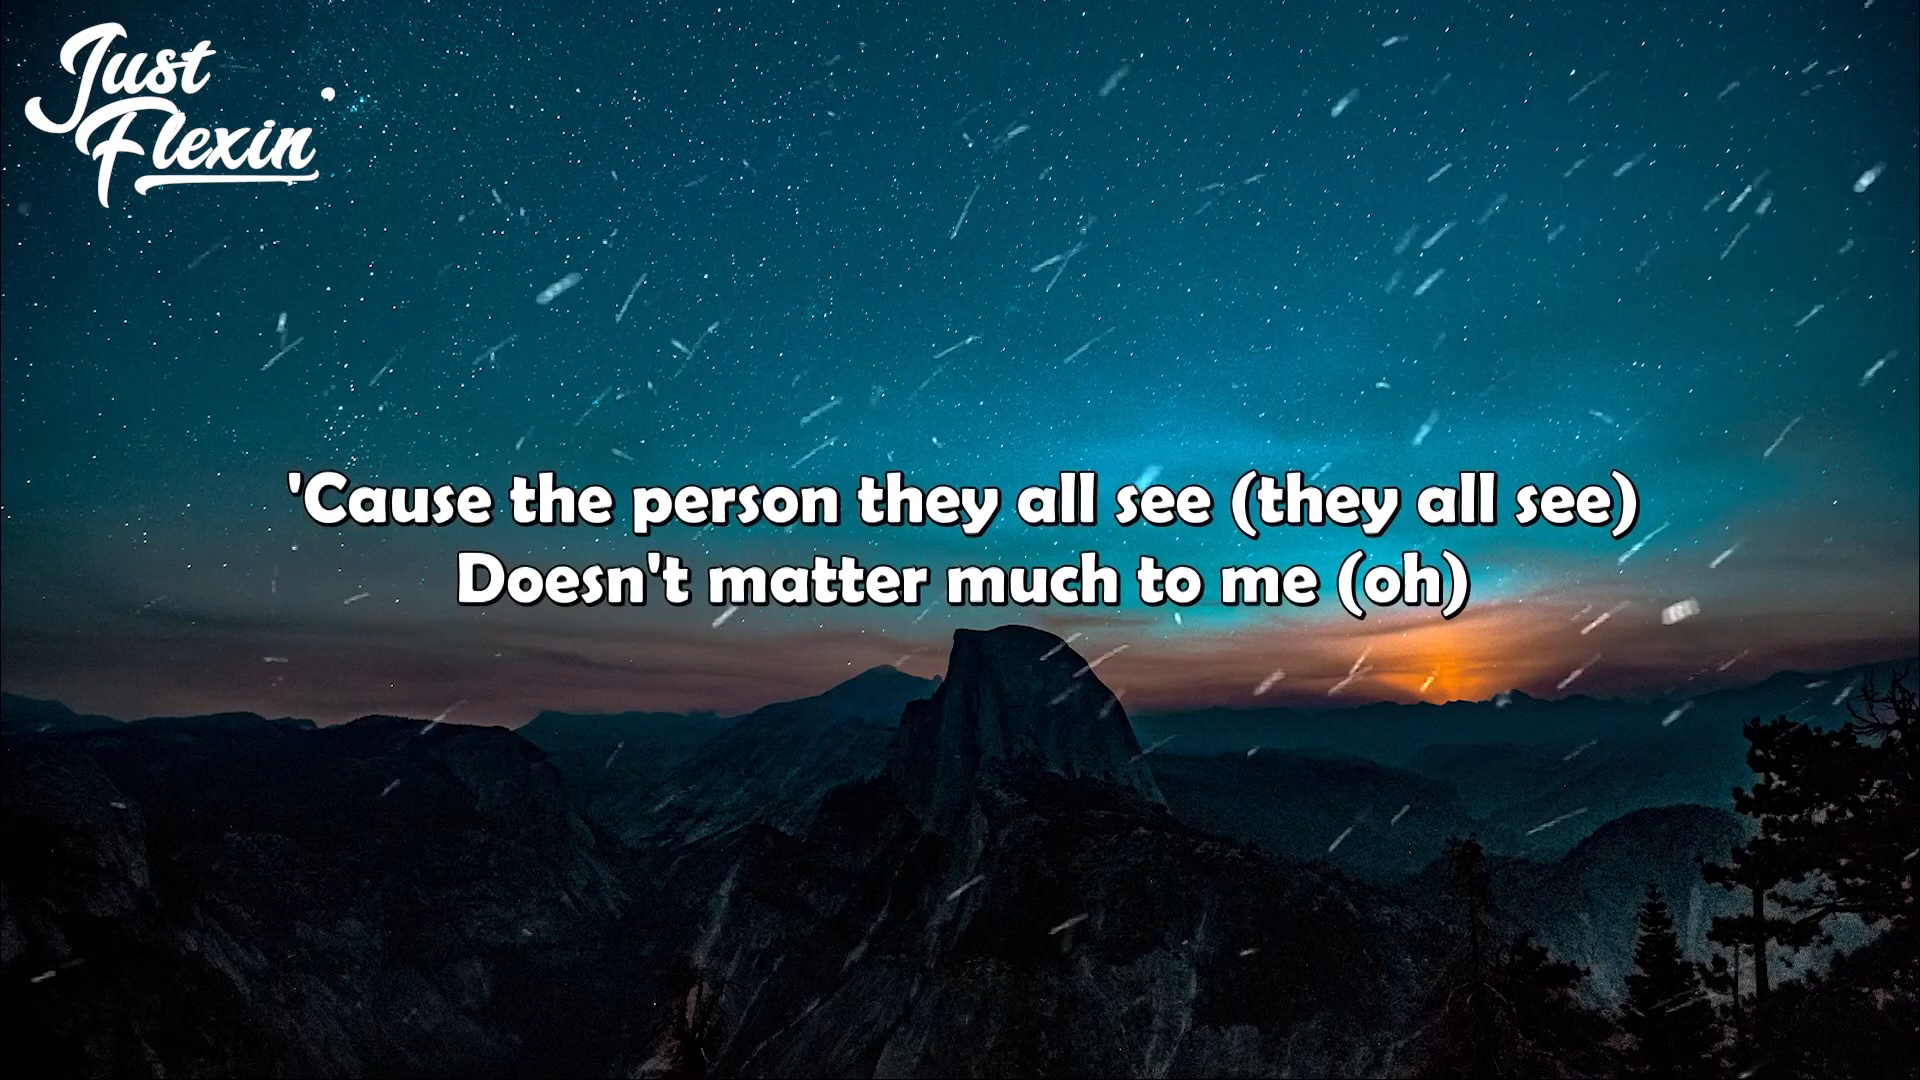 Just
Flexin'
'Cause the person they all see (they all see)
Doesn't matter much to me (oh)